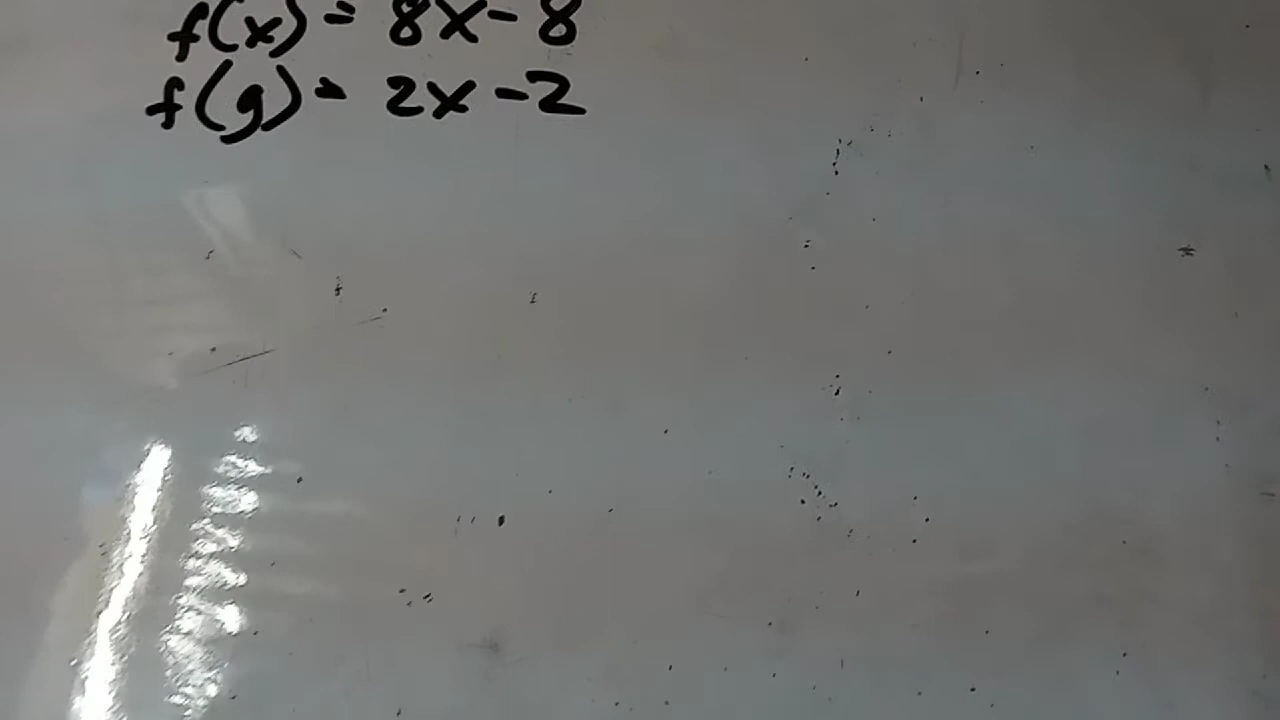 f(x) = 8x - 8
f(g) = 2x - 2